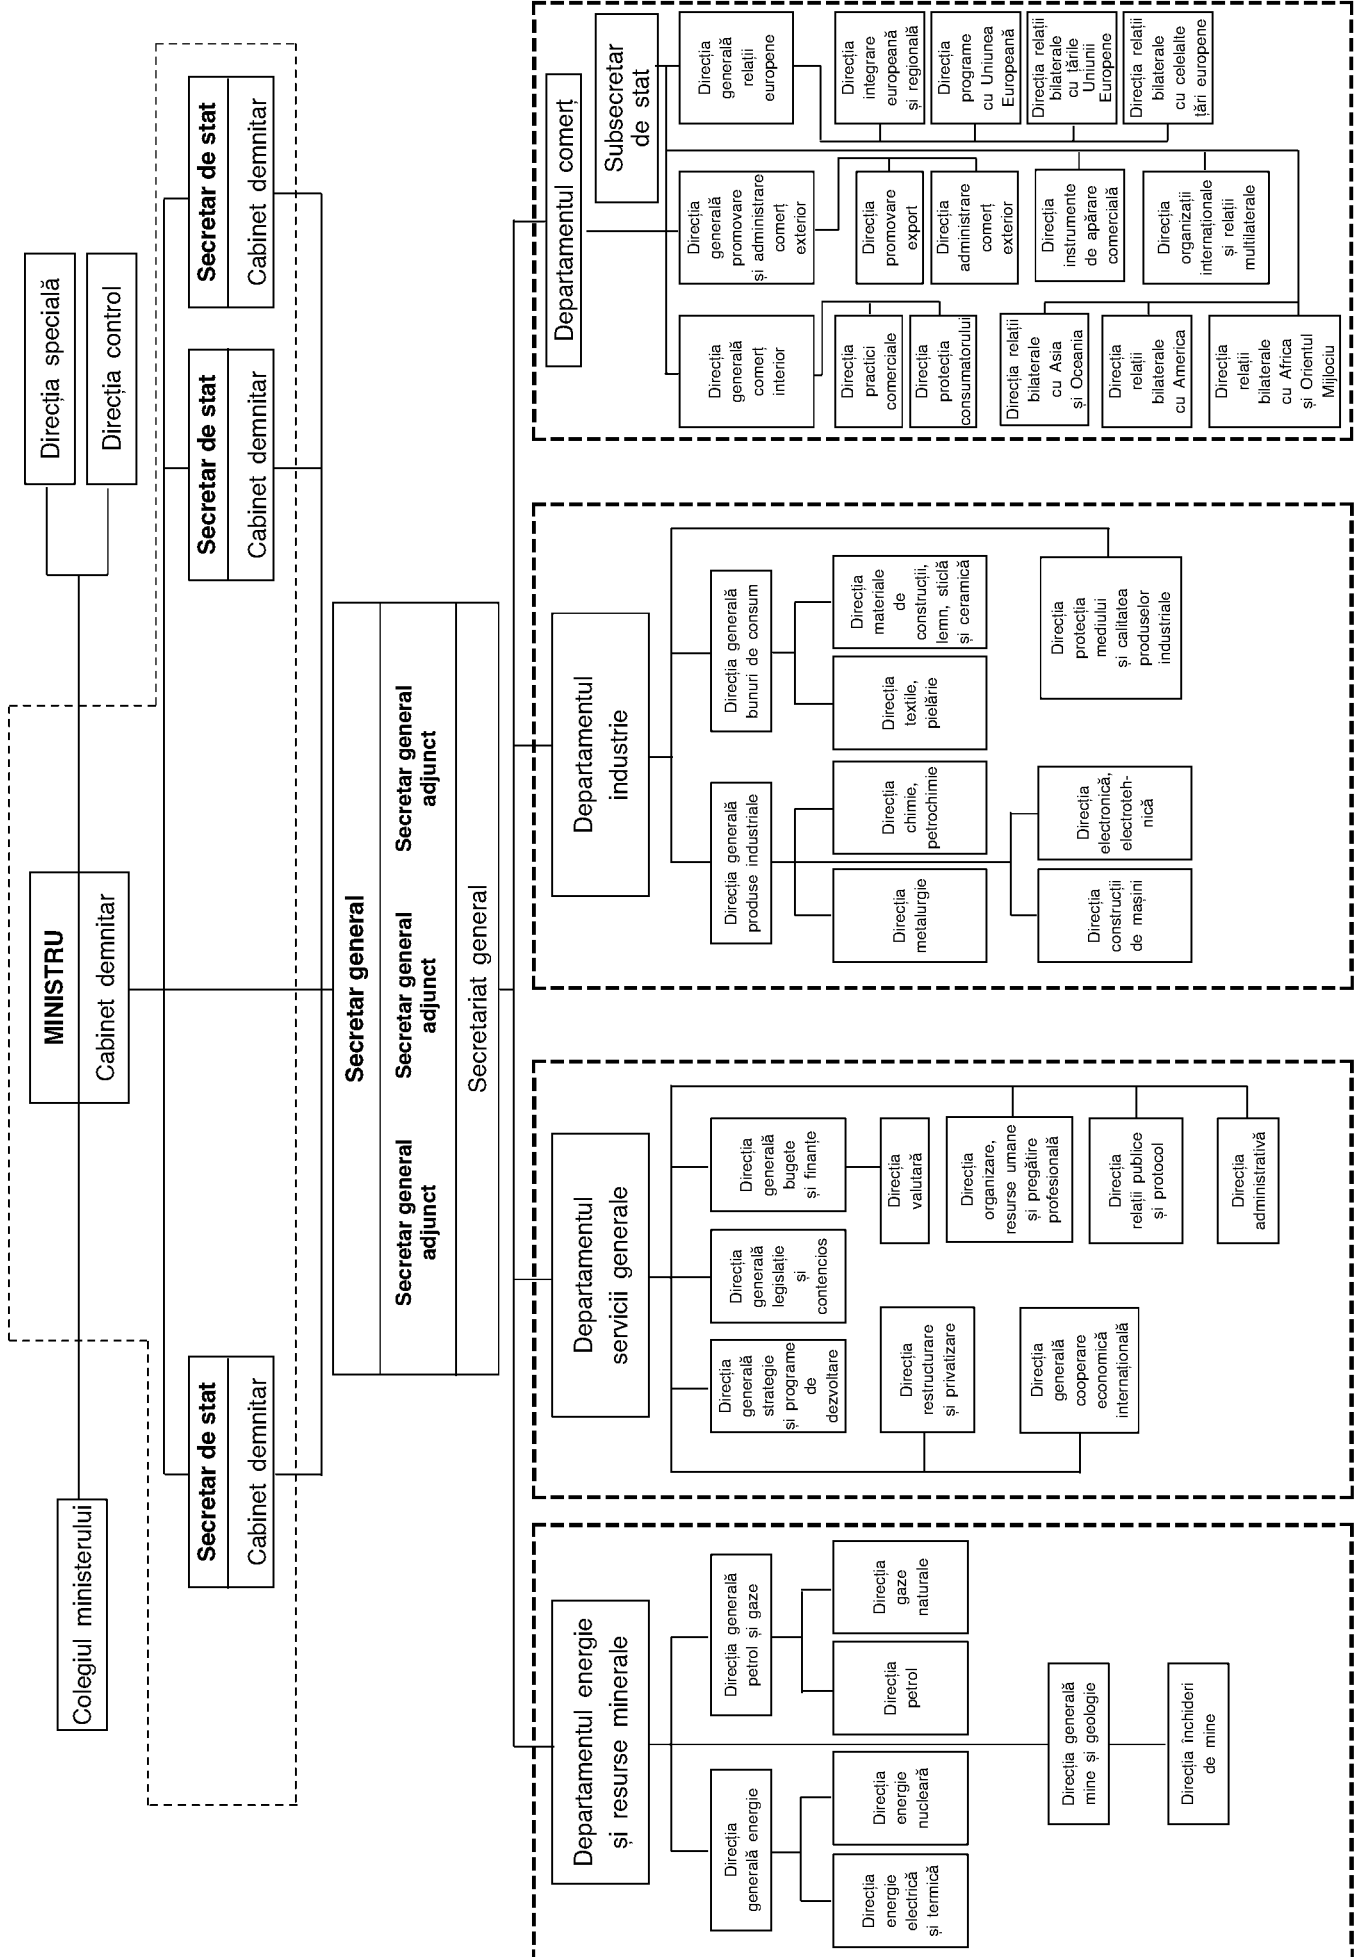 MINISTRU
Cabinet demnitar
Colegiul ministerului
Direcția specială
Direcția control
Secretar de stat
Cabinet demnitar
Secretar de stat
Cabinet demnitar
Secretar de stat
Cabinet demnitar
Secretar general
Secretar general
adjunct
Secretar general
adjunct
Secretar general
adjunct
Secretariat general
Departamentul energie
și resurse minerale
Direcția
generală energie
Direcția
energie
electrică
și termică
Direcția
energie
nucleară
Direcția generală
petrol și gaze
Direcția
petrol
Direcția
gaze
naturale
Direcția generală
mine și geologie
Direcția închideri
de mine
Departamentul
servicii generale
Direcția
generală
strategie
și programe
de
dezvoltare
Direcția
generală
legislație
și
contencios
Direcția
generală
bugete
și finanțe
Direcția
valutară
Direcția
restructurare
și privatizare
Direcția
generală
cooperare
economică
internațională
Direcția
organizare,
resurse umane
și pregătire
profesională
Direcția
relații publice
și protocol
Direcția
administrativă
Departamentul
industrie
Direcția generală
produse industriale
Direcția
metalurgie
Direcția
chimie,
petrochimie
Direcția
construcții
de mașini
Direcția
electronică,
electroteh-
nică
Direcția generală
bunuri de consum
Direcția
textile,
pielărie
Direcția
materiale
de
construcții,
lemn, sticlă
și ceramică
Direcția
protecția
mediului
și calitatea
produselor
industriale
Departamentul comerț
Subsecretar
de stat
Direcția
generală
comerț
interior
Direcția
practici
comerciale
Direcția
protecția
consumatorului
Direcția relații
bilaterale
cu Asia
și Oceania
Direcția
relații
bilaterale
cu America
Direcția
relații
bilaterale
cu Africa
și Orientul
Mijlociu
Direcția
generală
promovare
și administrare
comerț
exterior
Direcția
promovare
export
Direcția
administrare
comerț
exterior
Direcția
instrumente
de apărare
comercială
Direcția
organizații
internaționale
și relații
multilaterale
Direcția
generală
relații
europene
Direcția
integrare
europeană
și regională
Direcția
programe
cu Uniunea
Europeană
Direcția relații
bilaterale
cu țările
Uniunii
Europene
Direcția relații
bilaterale
cu celelalte
țări europene